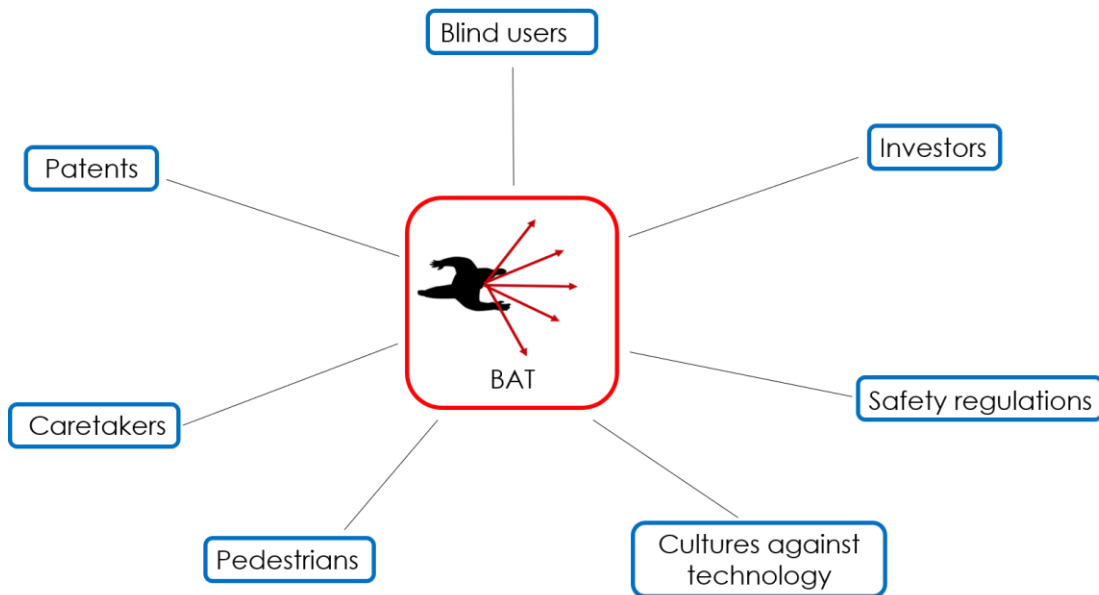 Blind users
Investors
Patents
BAT
Safety regulations
Caretakers
Pedestrians
Cultures against
technology